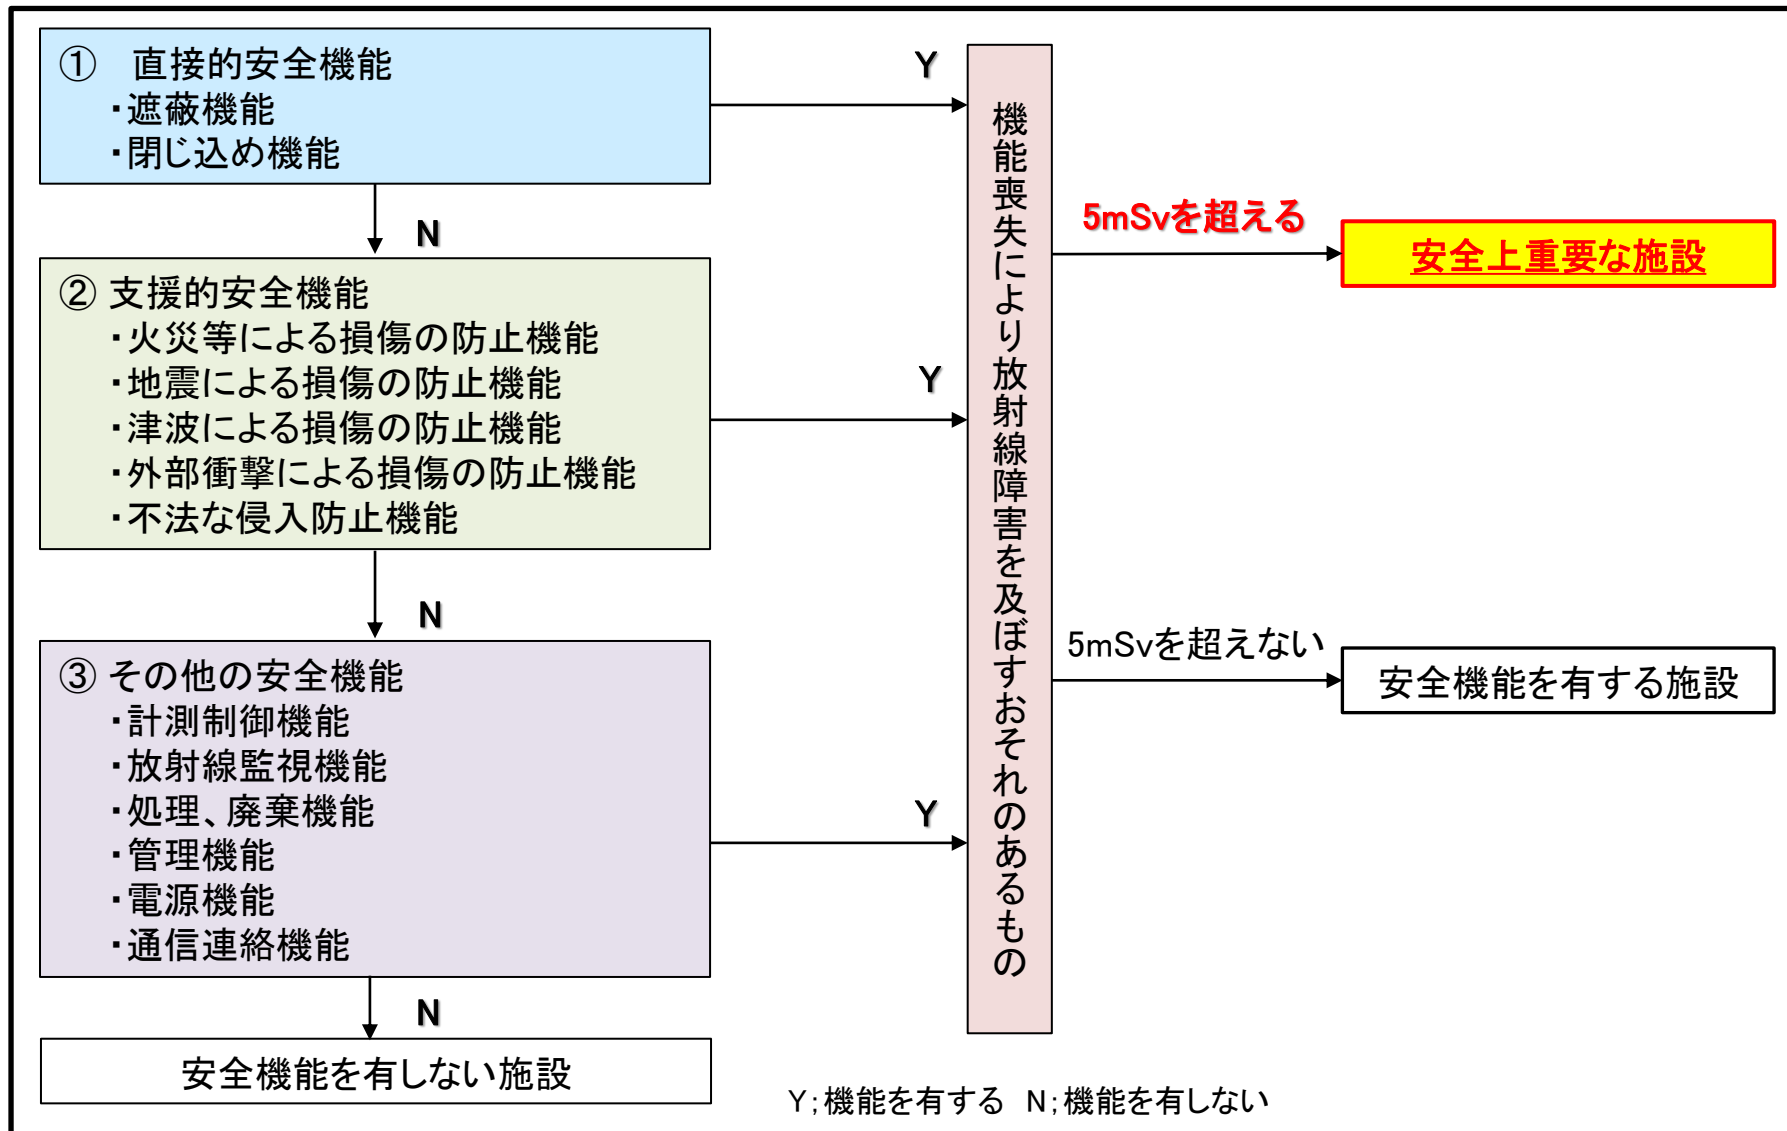 ① 直接的安全機能
・遮蔽機能
・閉じ込め機能
Y
N
② 支援的安全機能
・火災等による損傷の防止機能
・地震による損傷の防止機能
・津波による損傷の防止機能
・外部衝撃による損傷の防止機能
・不法な侵入防止機能
Y
N
③ その他の安全機能
・計測制御機能
・放射線監視機能
・処理、廃棄機能
・管理機能
・電源機能
・通信連絡機能
Y
N
安全機能を有しない施設
機能喪失により放射線障害を及ぼすおそれのあるもの
5mSvを超える
安全上重要な施設
5mSvを超えない
安全機能を有する施設
Y;機能を有する N;機能を有しない